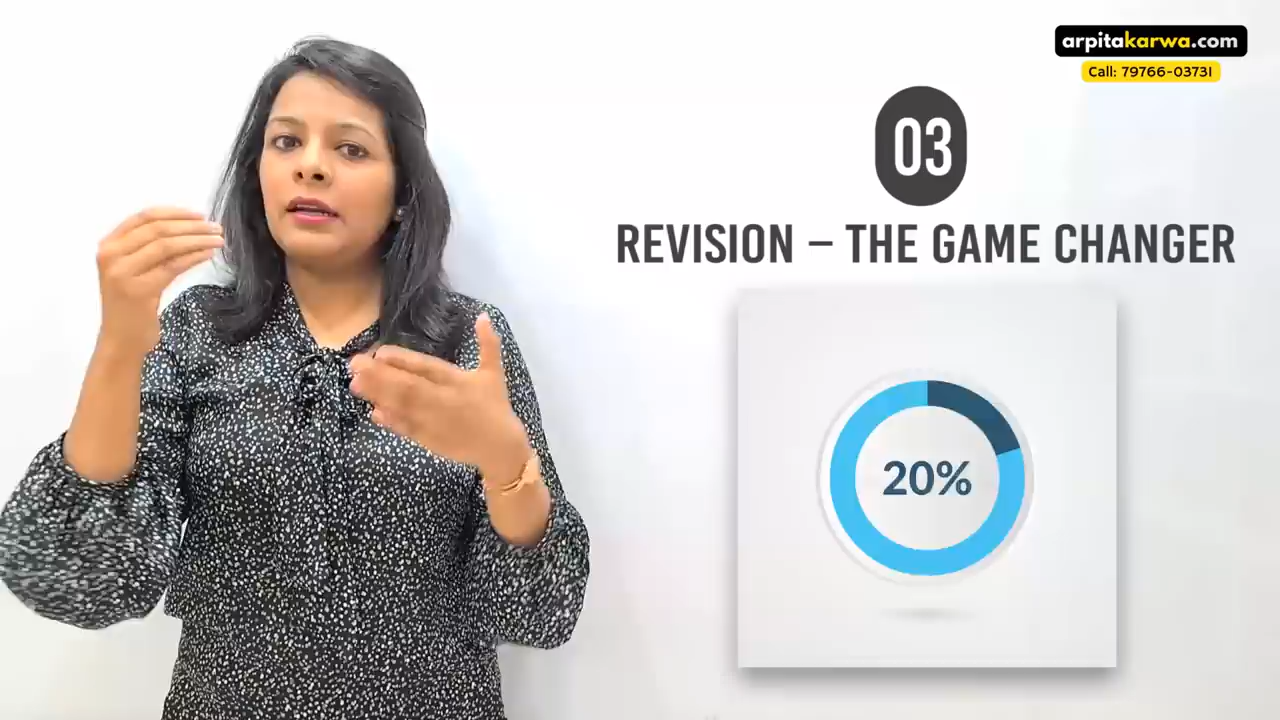 arpitakarwa.com
Call: 79766-03731
03
REVISION – THE GAME CHANGER
20%